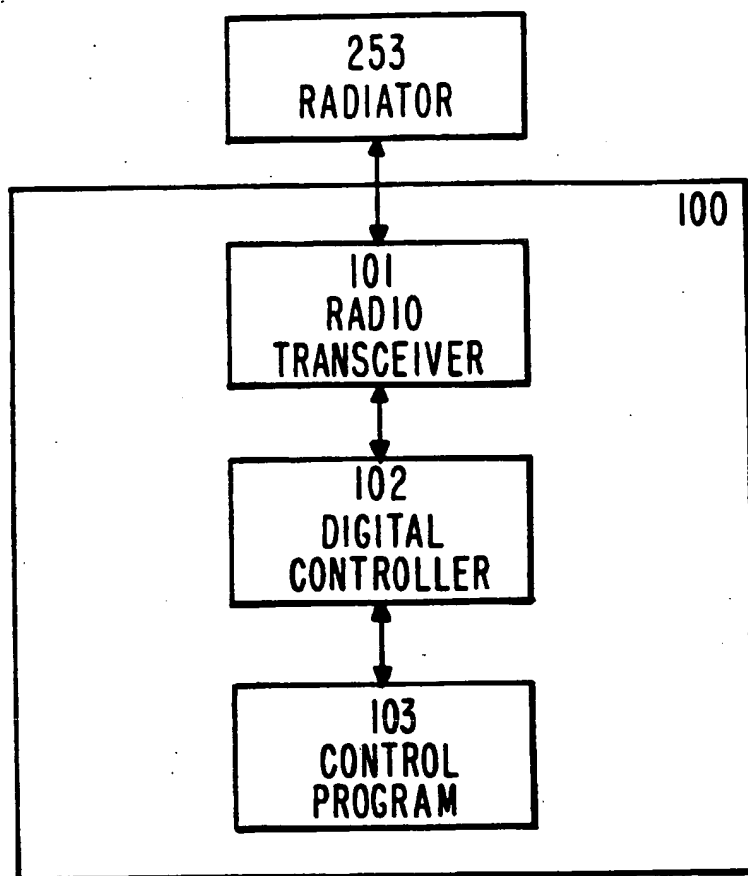 253
RADIATOR
100
101
RADIO
TRANSCEIVER
102
DIGITAL
CONTROLLER
103
CONTROL
PROGRAM